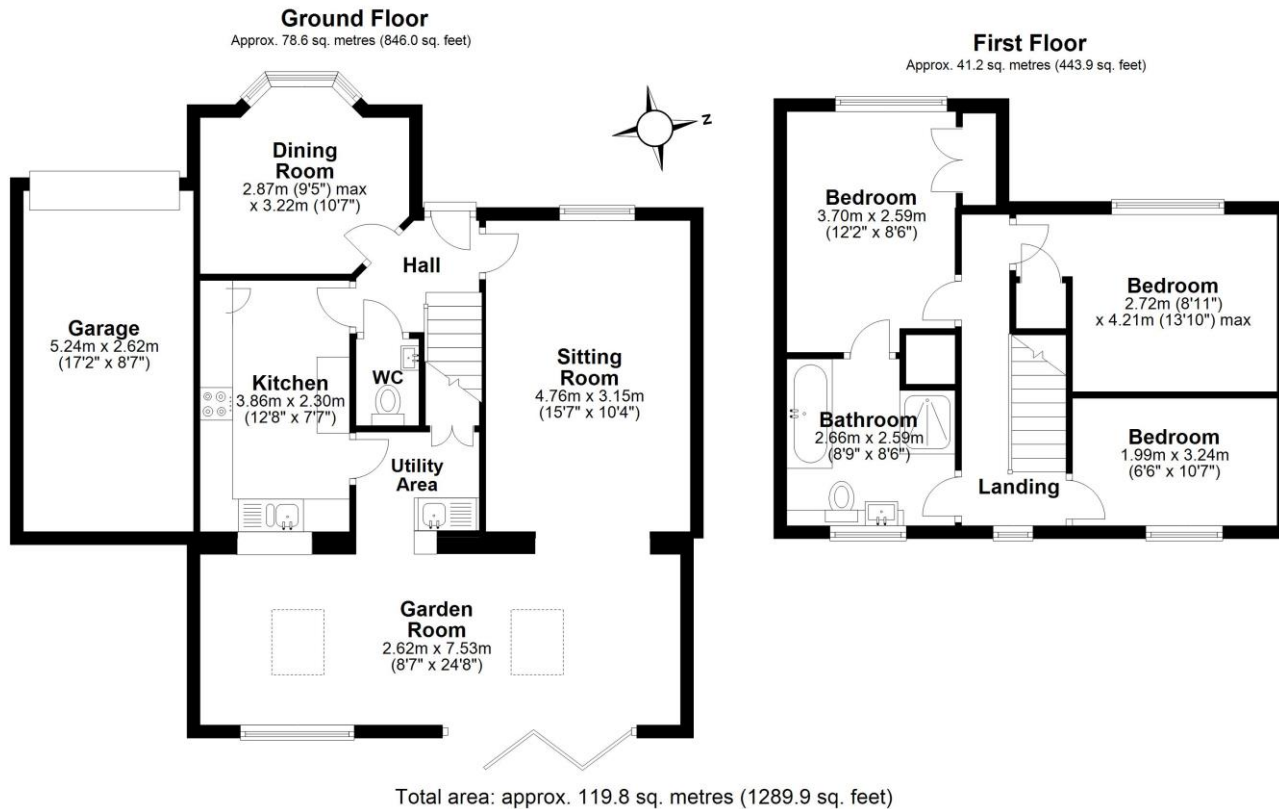 Ground Floor
Approx. 78.6 sq. metres (846.0 sq. feet)
Dining
Room
2.87m (9'5") max
x 3.22m (10'7")
Hall
Garage
5.24m x 2.62m
(17'2" x 8'7")
Kitchen
3.86m x 2.30m
(12'8" x 7'7")
WC
Sitting
Room
4.76m x 3.15m
(15'7" x 10'4")
Utility
Area
Garden
Room
2.62m x 7.53m
(8'7" x 24'8")
Z
First Floor
Approx. 41.2 sq. metres (443.9 sq. feet)
Bedroom
3.70m x 2.59m
(12'2" x 8'6")
Bedroom
2.72m (8'11")
x 4.21m (13'10") max
Bathroom
2.66m x 2.59m
(8'9" x 8'6")
Bedroom
1.99m x 3.24m
(6'6" x 10'7")
Landing
Total area: approx. 119.8 sq. metres (1289.9 sq. feet)